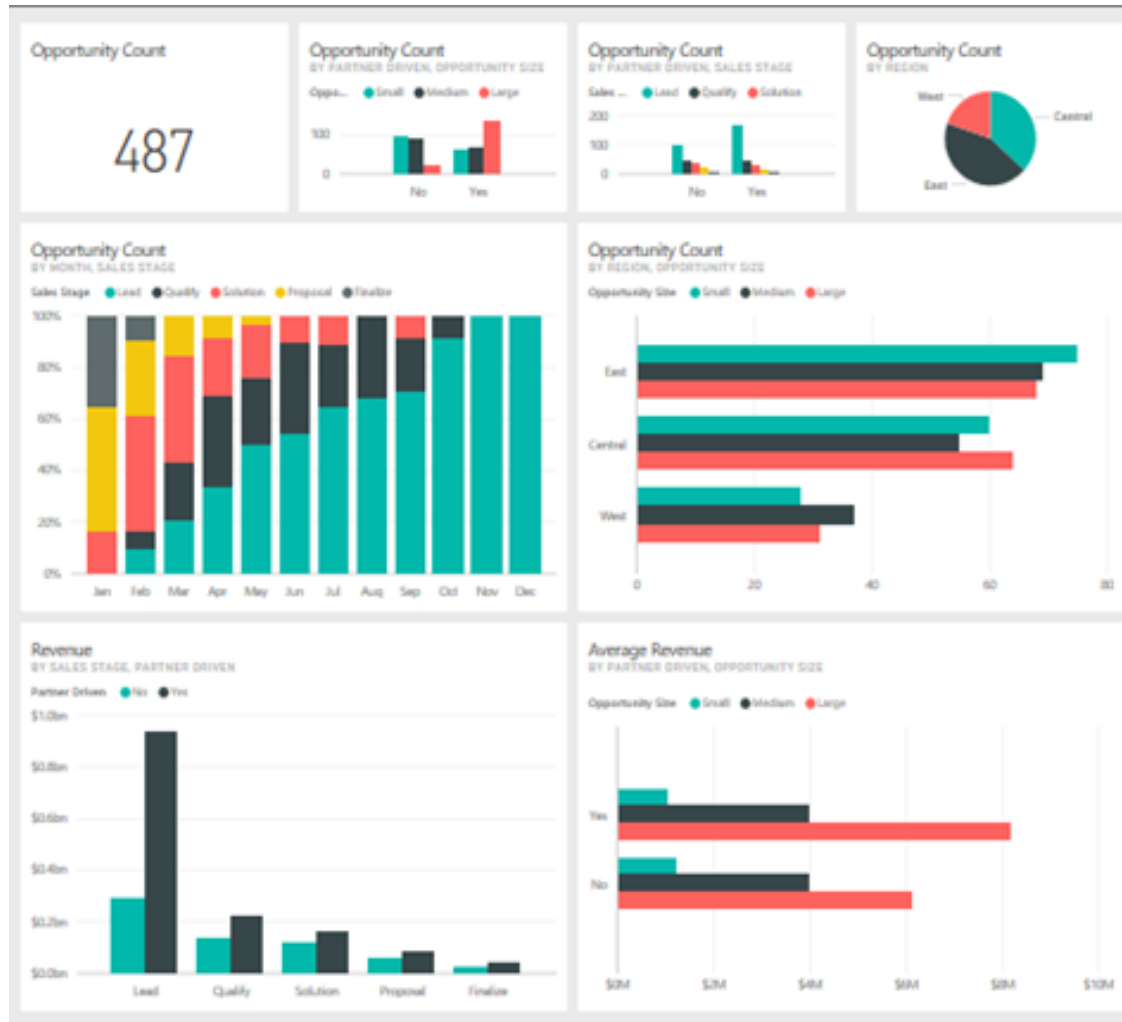 Opportunity Count
487
Opportunity Count
BY PARTNER DRIVEN, OPPORTUNITY SIZE
Oppo... Small Medium Large
100
0
No Yes
Opportunity Count
BY PARTNER DRIVEN, SALES STAGE
Sales ... Lead Qualify Solution
200
100
0
No Yes
Opportunity Count
BY REGION
West
Central
East
Opportunity Count
BY MONTH, SALES STAGE
Sales Stage Lead Qualify Solution Proposal Finalize
100%
80%
60%
40%
20%
0%
Jan Feb Mar Apr May Jun Jul Aug Sep Oct Nov Dec
Opportunity Count
BY REGION, OPPORTUNITY SIZE
Opportunity Size Small Medium Large
East
Central
West
0 20 40 60 80
Revenue
BY SALES STAGE, PARTNER DRIVEN
Partner Driven No Yes
$1.0bn
$0.8bn
$0.6bn
$0.4bn
$0.2bn
$0.0bn
Lead Qualify Solution Proposal Finalize
Average Revenue
BY PARTNER DRIVEN, OPPORTUNITY SIZE
Opportunity Size Small Medium Large
Yes
No
$0M $2M $4M $6M $8M $10M